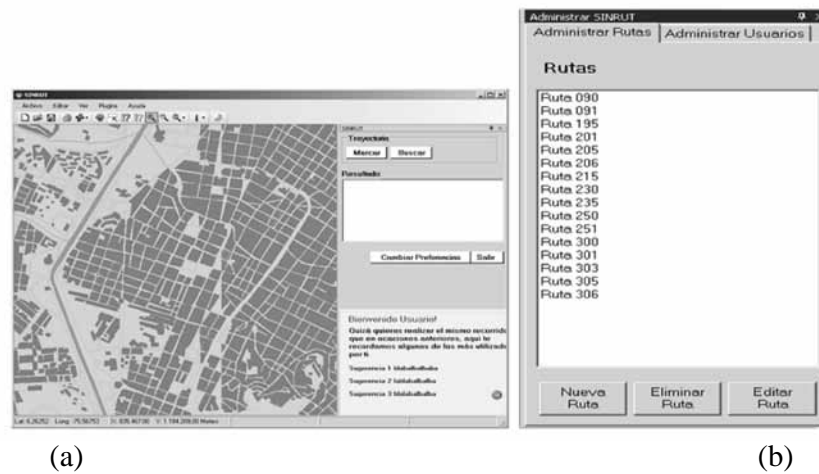 SINRUT
Archivo Editar Ver Plugins Ayuda
SINRUT
Trayectoria
Marcar Buscar
Resultado
Cambiar Preferencias Salir
Bienvenido Usuario!
Quizá quieres realizar el mismo recorrido
que en ocasiones anteriores, aquí te
recordamos algunos de los más utilizados
por ti
Sugerencia 1
Sugerencia 2
Sugerencia 3
Metros
(a)
Administrar SINRUT
Administrar Rutas Administrar Usuarios
Rutas
Ruta 090
Ruta 091
Ruta 195
Ruta 201
Ruta 205
Ruta 206
Ruta 215
Ruta 230
Ruta 235
Ruta 250
Ruta 251
Ruta 300
Ruta 301
Ruta 303
Ruta 305
Ruta 306
Nueva
Ruta
Eliminar
Ruta
Editar
Ruta
(b)